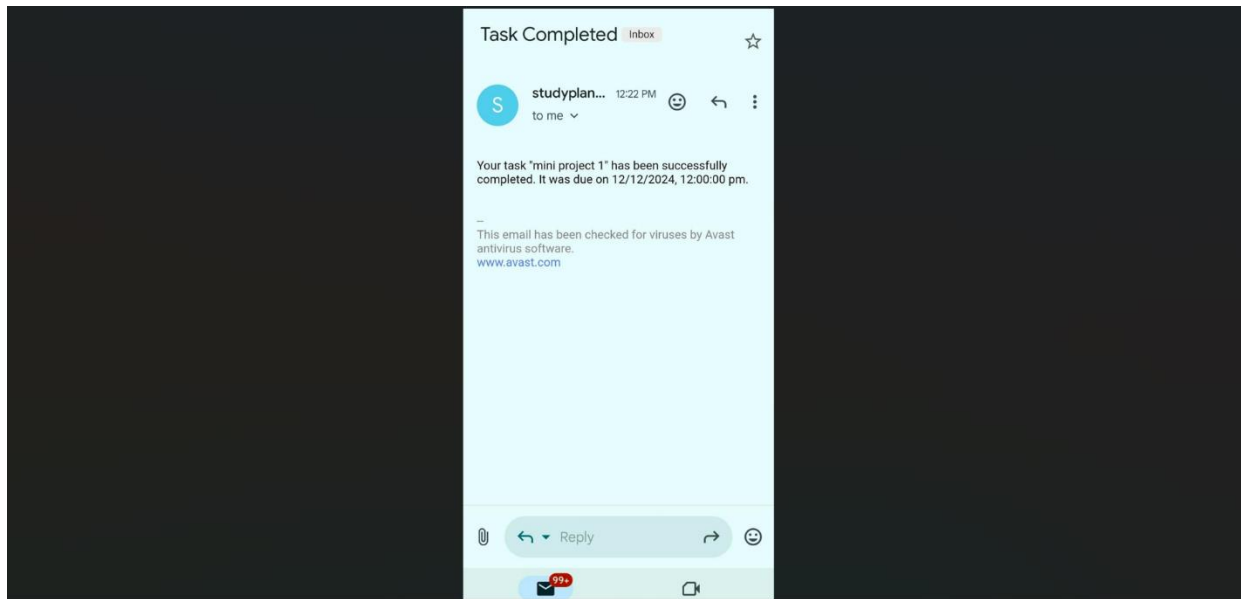 Task Completed Inbox
S
studyplan... 12:22 PM
to me
Your task "mini project 1" has been successfully
completed. It was due on 12/12/2024, 12:00:00 pm.
--
This email has been checked for viruses by Avast
antivirus software.
www.avast.com
Reply
99+